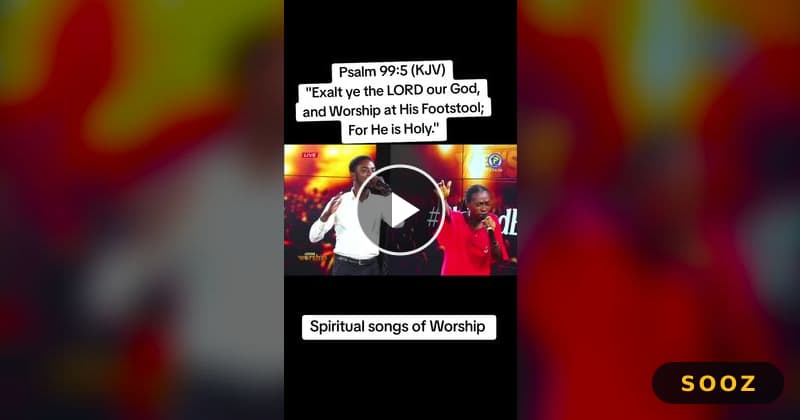 Psalm 99:5 (KJV)
"Exalt ye the LORD our God,
and Worship at His Footstool;
For He is Holy."
LIVE
#
Spiritual songs of Worship
SOOZ